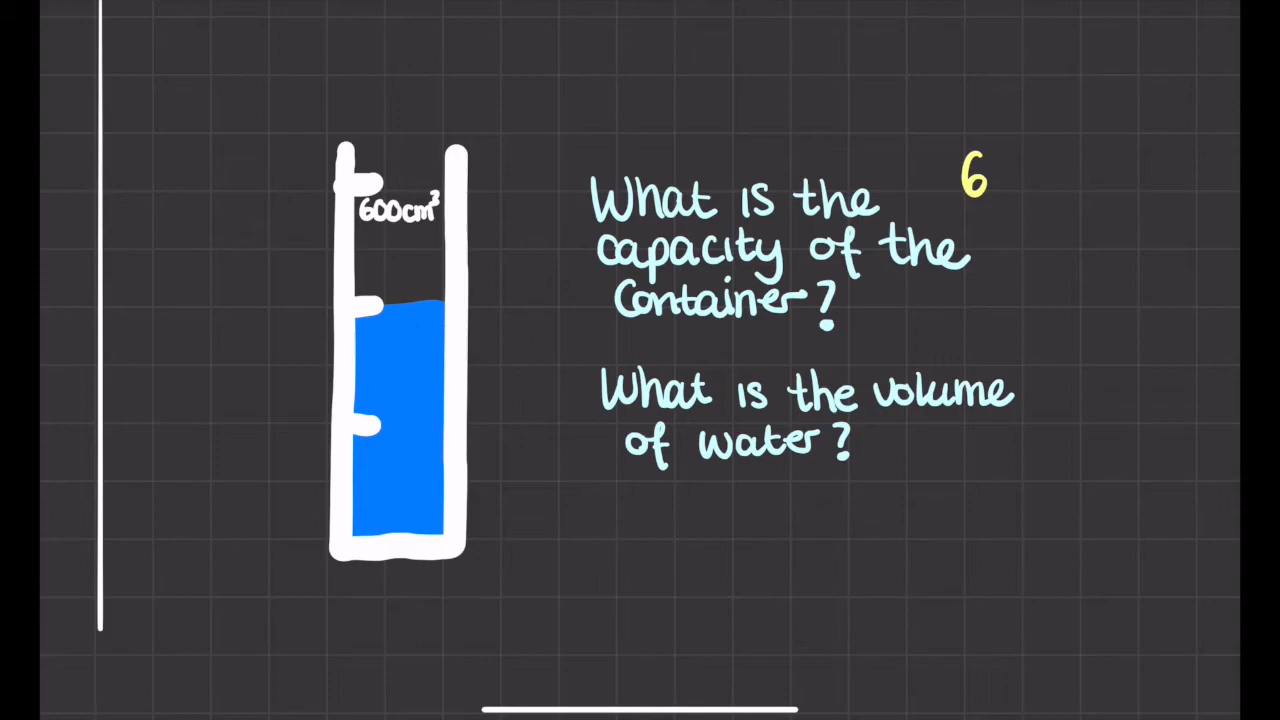 600cm³
What is the
6
capacity of the
container?
What is the volume
of water?